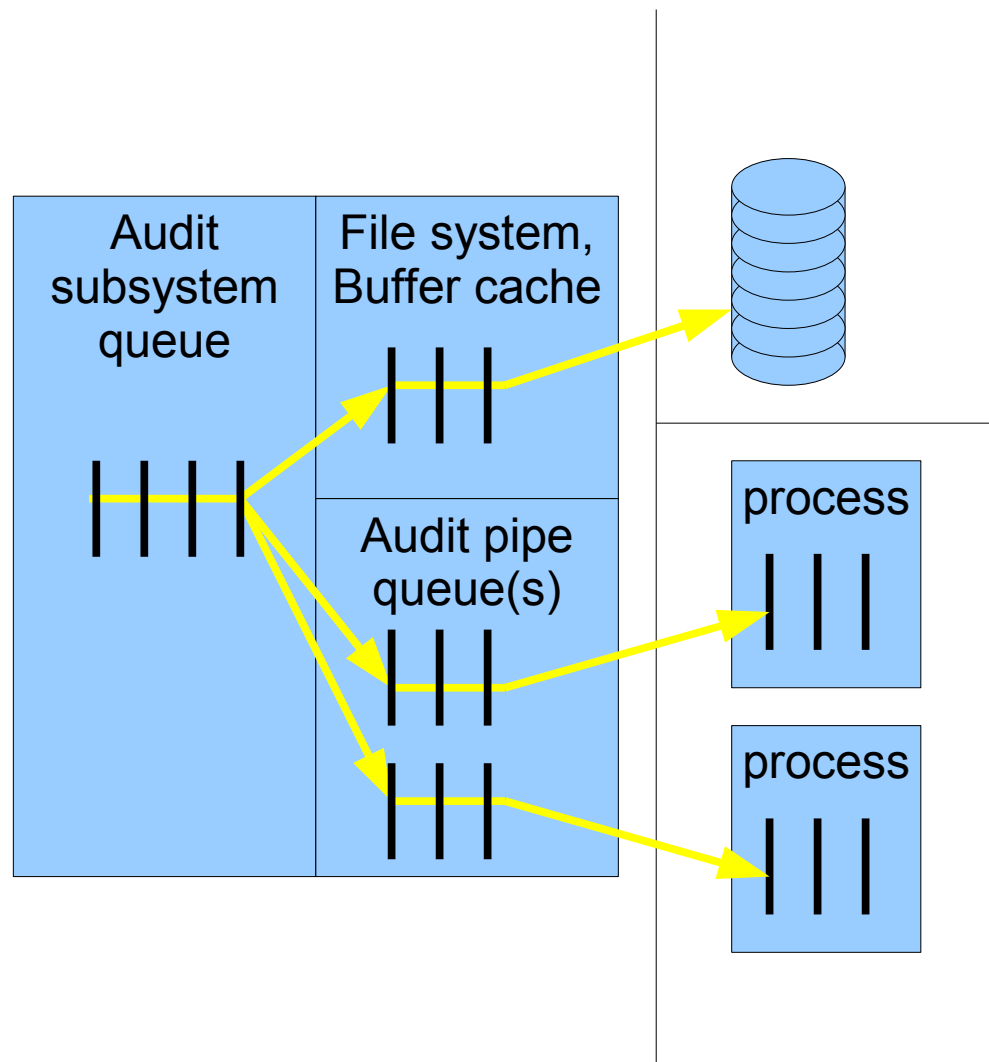 Audit
subsystem
queue
File system,
Buffer cache
Audit pipe
queue(s)
process
process